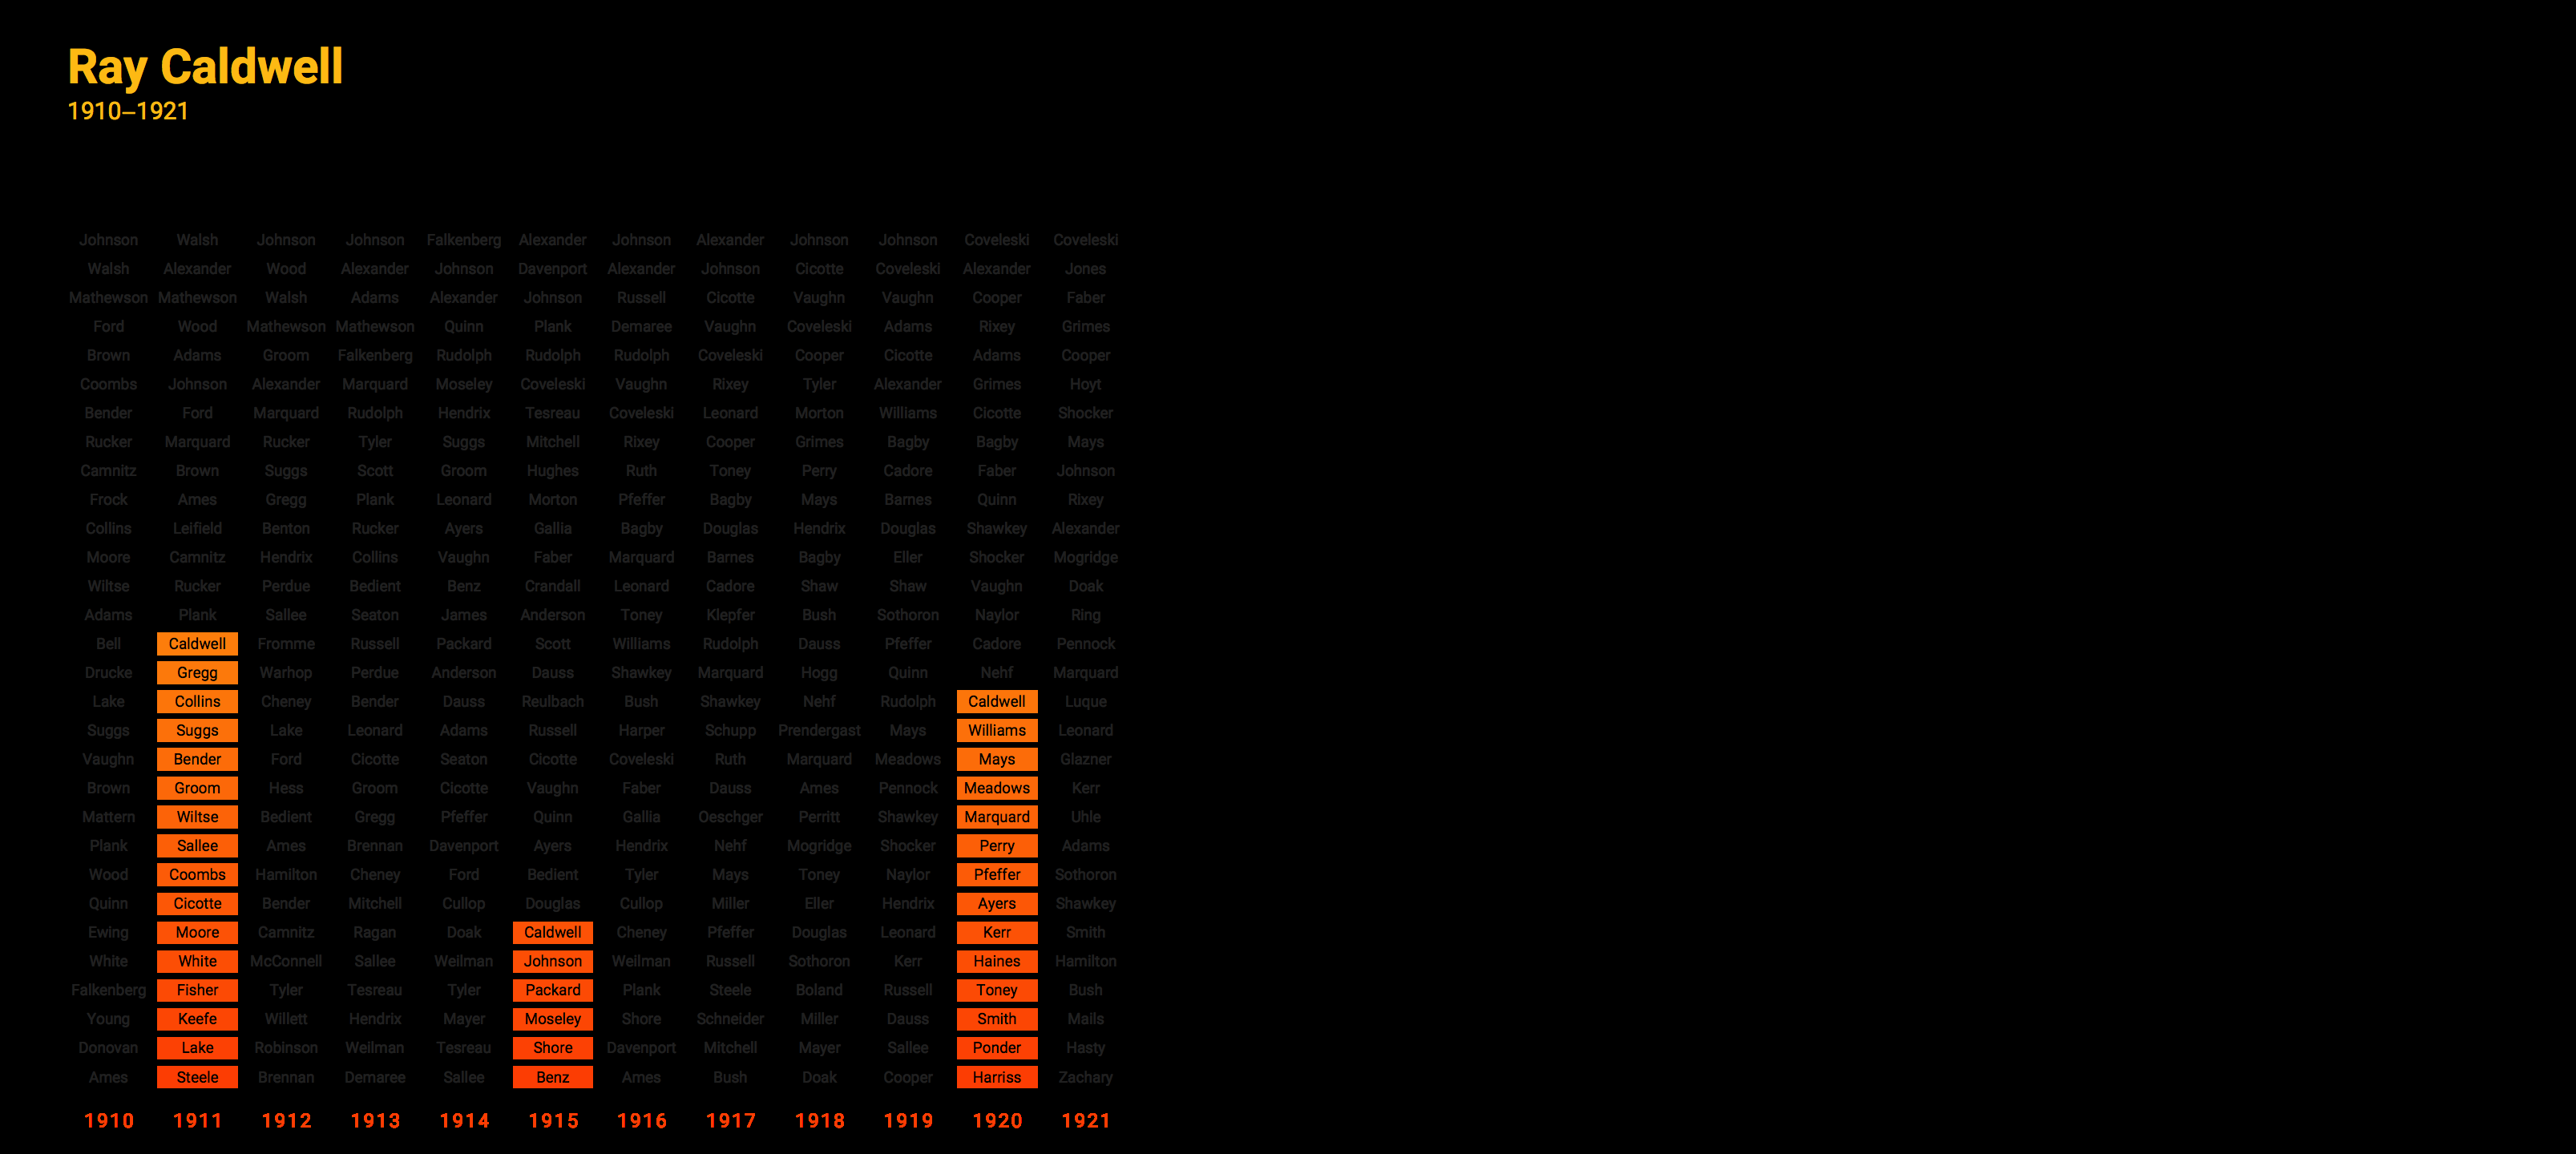 Ray Caldwell
1910–1921
Johnson Walsh Johnson Johnson Falkenberg Alexander Johnson Alexander Johnson Johnson Coveleski Coveleski
Walsh Alexander Wood Alexander Johnson Davenport Alexander Johnson Cicotte Coveleski Alexander Jones
Mathewson Mathewson Walsh Adams Alexander Johnson Russell Cicotte Vaughn Vaughn Cooper Faber
Ford Wood Mathewson Mathewson Quinn Plank Demaree Vaughn Coveleski Adams Rixey Grimes
Brown Adams Groom Falkenberg Rudolph Rudolph Rudolph Coveleski Cooper Cicotte Adams Cooper
Coombs Johnson Alexander Marquard Moseley Coveleski Vaughn Rixey Tyler Alexander Grimes Hoyt
Bender Ford Marquard Rudolph Hendrix Tesreau Coveleski Leonard Morton Williams Cicotte Shocker
Rucker Marquard Rucker Tyler Suggs Mitchell Rixey Cooper Grimes Bagby Bagby Mays
Camnitz Brown Suggs Scott Groom Hughes Ruth Toney Perry Cadore Faber Johnson
Frock Ames Gregg Plank Leonard Morton Pfeffer Bagby Mays Barnes Quinn Rixey
Collins Leifield Benton Rucker Ayers Gallia Bagby Douglas Hendrix Douglas Shawkey Alexander
Moore Camnitz Hendrix Collins Vaughn Faber Marquard Barnes Bagby Eller Shocker Mogridge
Wiltse Rucker Perdue Bedient Benz Crandall Leonard Cadore Shaw Shaw Vaughn Doak
Adams Plank Sallee Seaton James Anderson Toney Klepfer Bush Sothoron Naylor Ring
Bell Caldwell Fromme Russell Packard Scott Williams Rudolph Dauss Pfeffer Cadore Pennock
Drucke Gregg Warhop Perdue Anderson Dauss Shawkey Marquard Hogg Quinn Nehf Marquard
Lake Collins Cheney Bender Dauss Reulbach Bush Shawkey Nehf Rudolph Caldwell Luque
Suggs Suggs Lake Leonard Adams Russell Harper Schupp Prendergast Mays Williams Leonard
Vaughn Bender Ford Cicotte Seaton Cicotte Coveleski Ruth Marquard Meadows Mays Glazner
Brown Groom Hess Groom Cicotte Vaughn Faber Dauss Ames Pennock Meadows Kerr
Mattern Wiltse Bedient Gregg Pfeffer Quinn Gallia Oeschger Perritt Shawkey Marquard Uhle
Plank Sallee Ames Brennan Davenport Ayers Hendrix Nehf Mogridge Shocker Perry Adams
Wood Coombs Hamilton Cheney Ford Bedient Tyler Mays Toney Naylor Pfeffer Sothoron
Quinn Cicotte Bender Mitchell Cullop Douglas Cullop Miller Eller Hendrix Ayers Shawkey
Ewing Moore Camnitz Ragan Doak Caldwell Cheney Pfeffer Douglas Leonard Kerr Smith
White White McConnell Sallee Weilman Johnson Weilman Russell Sothoron Kerr Haines Hamilton
Falkenberg Fisher Tyler Tesreau Tyler Packard Plank Steele Boland Russell Toney Bush
Young Keefe Willett Hendrix Mayer Moseley Shore Schneider Miller Dauss Smith Mails
Donovan Lake Robinson Weilman Tesreau Shore Davenport Mitchell Mayer Sallee Ponder Hasty
Ames Steele Brennan Demaree Sallee Benz Ames Bush Doak Cooper Harriss Zachary
1910 1911 1912 1913 1914 1915 1916 1917 1918 1919 1920 1921